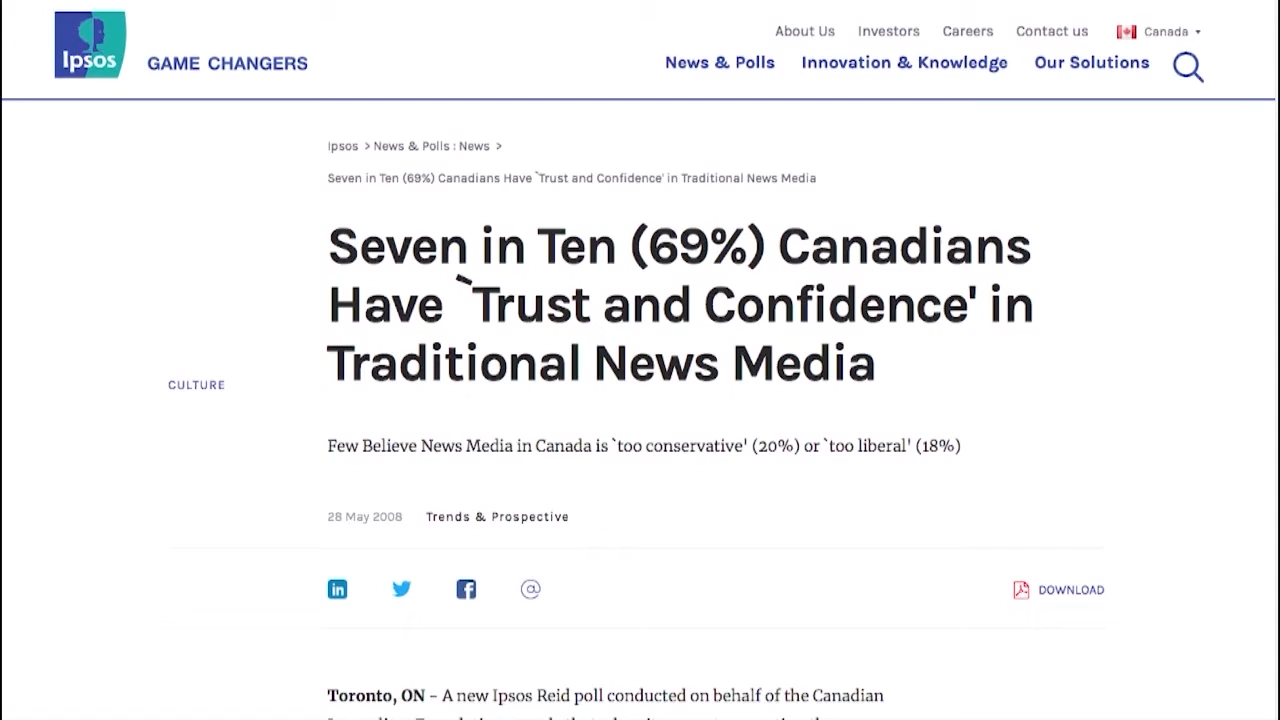 Ipsos
GAME CHANGERS
About Us Investors Careers Contact us Canada
News & Polls Innovation & Knowledge Our Solutions
Ipsos > News & Polls : News >
Seven in Ten (69%) Canadians Have `Trust and Confidence' in Traditional News Media
Seven in Ten (69%) Canadians
Have `Trust and Confidence' in
Traditional News Media
CULTURE
Few Believe News Media in Canada is `too conservative' (20%) or `too liberal' (18%)
28 May 2008 Trends & Prospective
DOWNLOAD
Toronto, ON – A new Ipsos Reid poll conducted on behalf of the Canadian